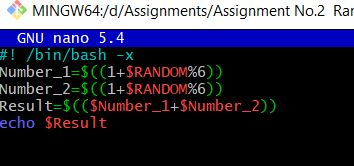 MINGW64:/d/Assignments/Assignment No.2 Ran
GNU nano 5.4
#! /bin/bash -x
Number_1=$((1+$RANDOM%6))
Number_2=$((1+$RANDOM%6))
Result=$(($Number_1+$Number_2))
echo $Result